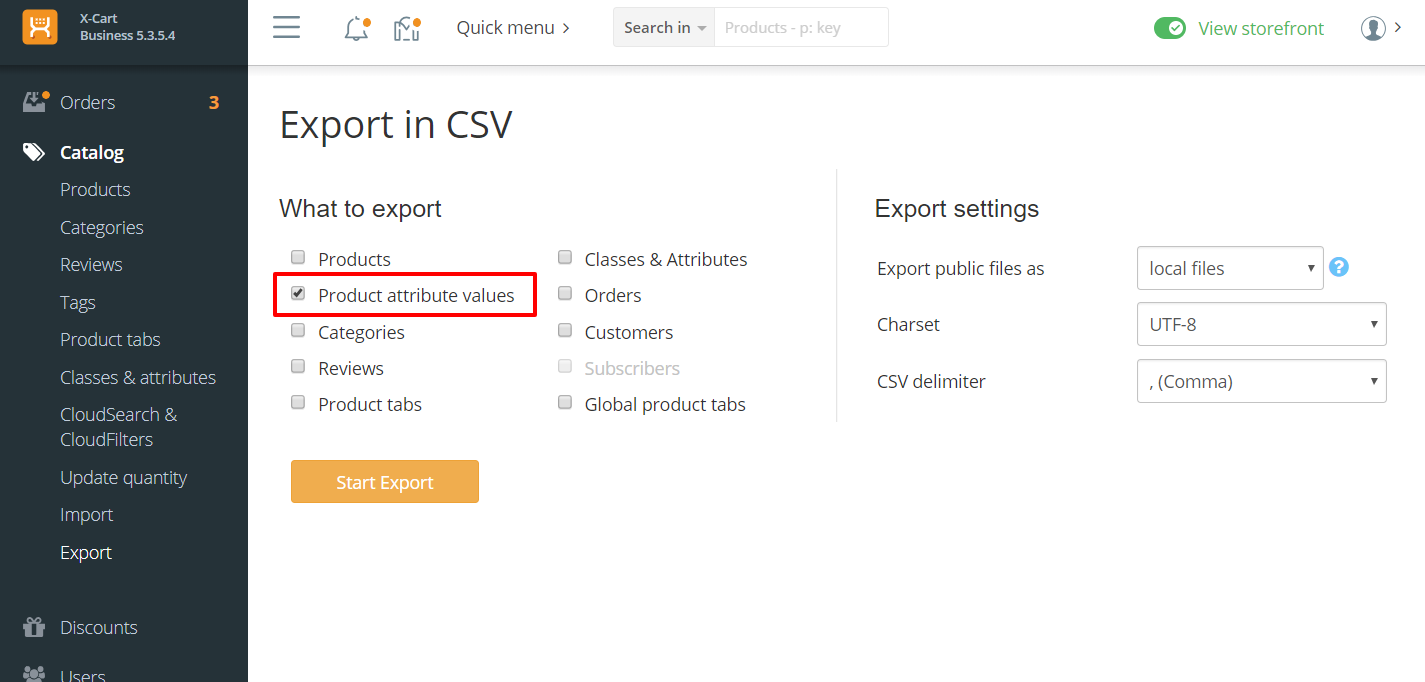 X-Cart
Business 5.3.5.4
Quick menu
Search in
Products - p: key
View storefront
Orders 3
Catalog
Products
Categories
Reviews
Tags
Product tabs
Classes & attributes
CloudSearch &
CloudFilters
Update quantity
Import
Export
Discounts
Users
Export in CSV
What to export
Products
Product attribute values
Categories
Reviews
Product tabs
Classes & Attributes
Orders
Customers
Subscribers
Global product tabs
Start Export
Export settings
Export public files as local files ?
Charset UTF-8
CSV delimiter , (Comma)